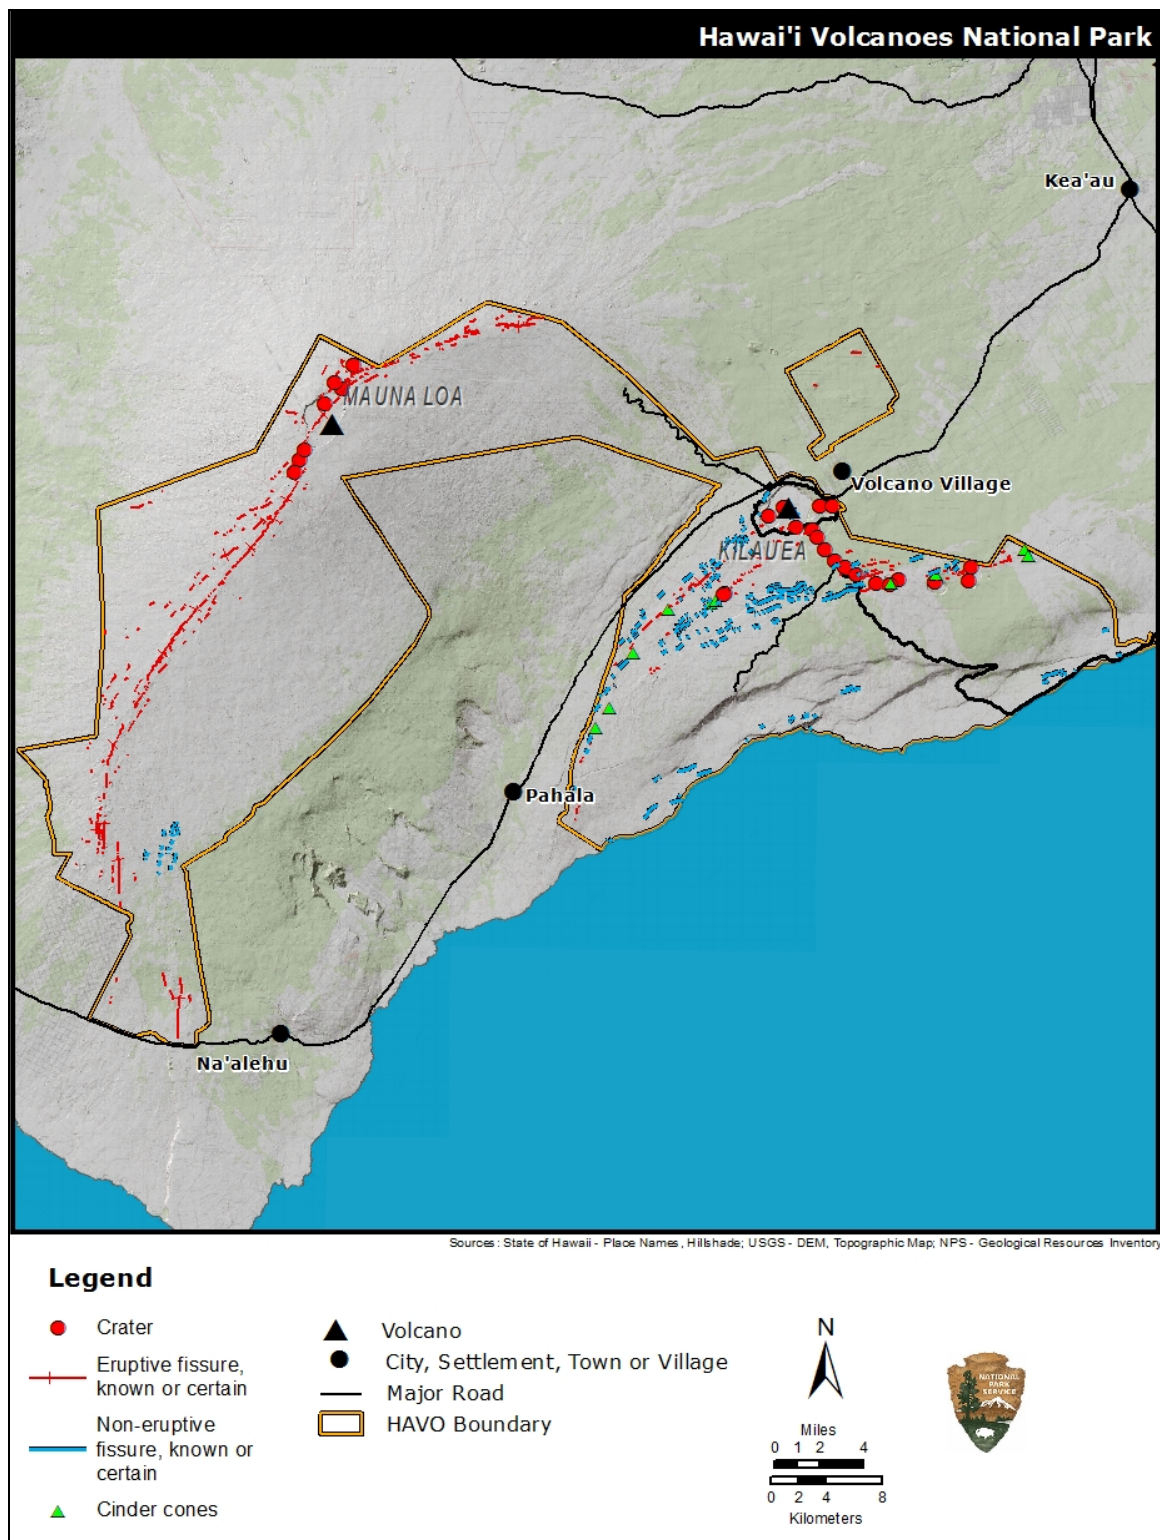 Hawai'i Volcanoes National Park
Kea'au
MAUNA LOA
Volcano Village
KILAUEA
Pahala
Na'alehu
Sources: State of Hawaii - Place Names, Hillshade; USGS - DEM, Topographic Map; NPS - Geological Resources Inventory
Legend
Crater
Eruptive fissure,
known or certain
Non-eruptive
fissure, known or
certain
Cinder cones
Volcano
City, Settlement, Town or Village
Major Road
HAVO Boundary
N
Miles
0 1 2 4
0 2 4 8
Kilometers
NATIONAL
PARK
SERVICE